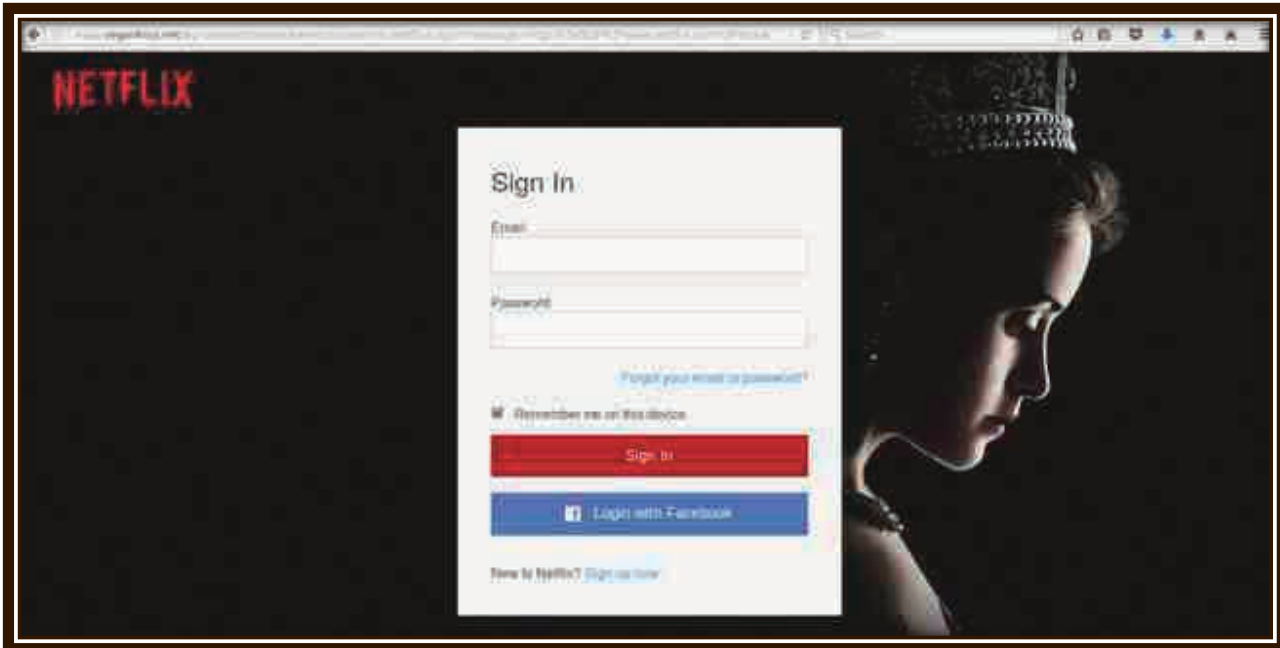 NETFLIX
Sign In
Email
Password
Forgot your email or password?
Remember me on this device
Sign In
Login with Facebook
New to Netflix? Sign up now